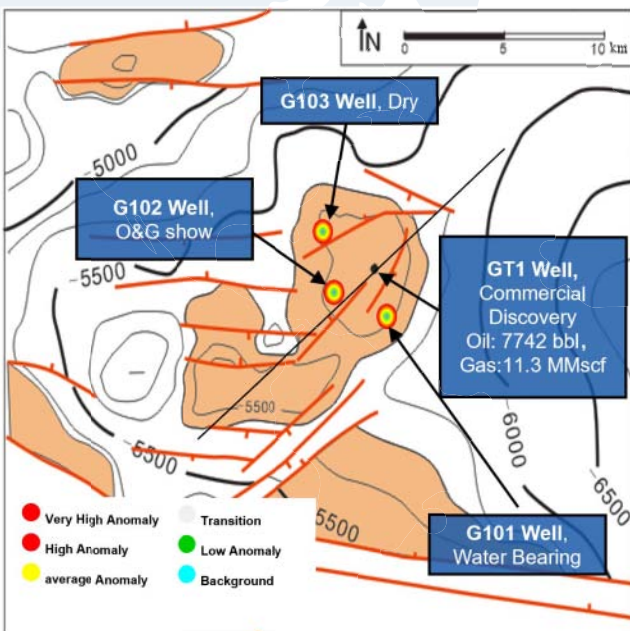 N
0 5 10 km
G103 Well, Dry
-5000
G102 Well,
O&G show
-5500
GT1 Well,
Commercial
Discovery
Oil: 7742 bbl,
Gas:11.3 MMscf
-5500
-6000
-5500
-6500
5500
G101 Well,
Water Bearing
Very High Anomaly
High Anomaly
average Anomaly
Transition
Low Anomaly
Background